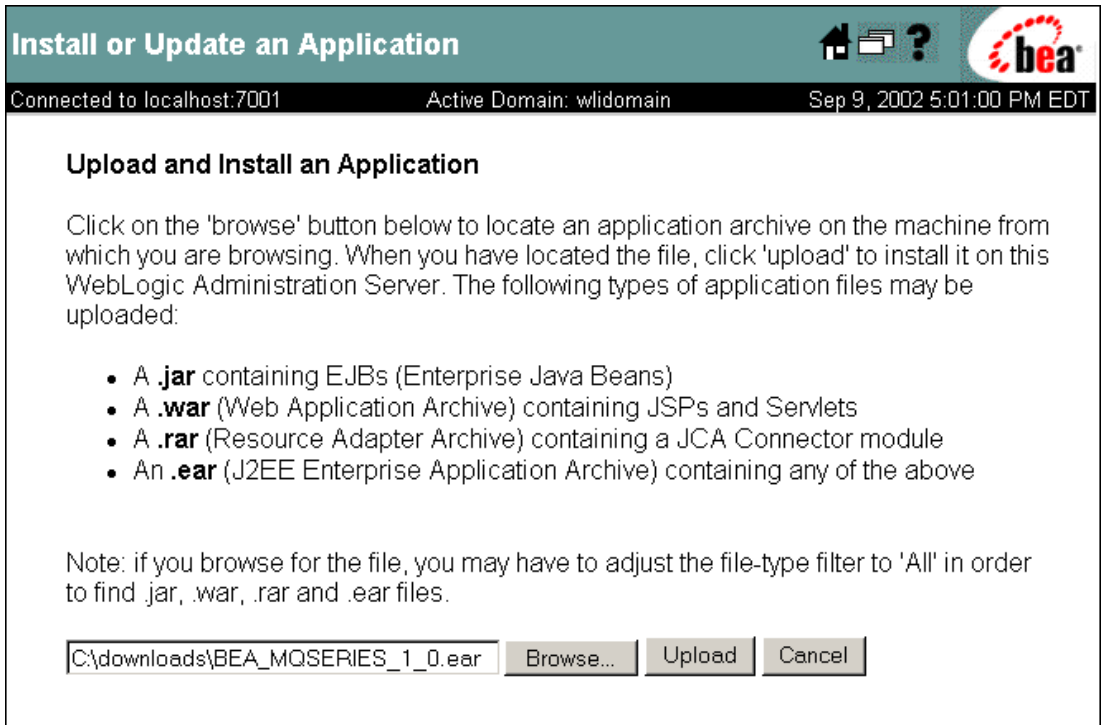 Install or Update an Application
bea
Connected to localhost:7001 Active Domain: wlidomain Sep 9, 2002 5:01:00 PM EDT
Upload and Install an Application
Click on the 'browse' button below to locate an application archive on the machine from
which you are browsing. When you have located the file, click 'upload' to install it on this
WebLogic Administration Server. The following types of application files may be
uploaded:
• A .jar containing EJBs (Enterprise Java Beans)
• A .war (Web Application Archive) containing JSPs and Servlets
• A .rar (Resource Adapter Archive) containing a JCA Connector module
• An .ear (J2EE Enterprise Application Archive) containing any of the above
Note: if you browse for the file, you may have to adjust the file-type filter to 'All' in order
to find .jar, .war, .rar and .ear files.
C:\downloads\BEA_MQSERIES_1_0.ear Browse... Upload Cancel